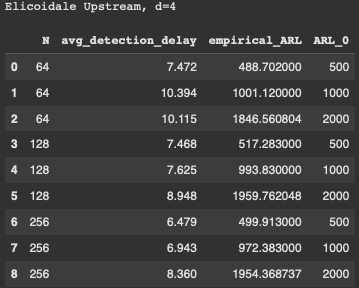 Elicoidale Upstream, d=4
N avg_detection_delay empirical_ARL ARL_0
0 64 7.472 488.702000 500
1 64 10.394 1001.120000 1000
2 64 10.115 1846.560804 2000
3 128 7.468 517.283000 500
4 128 7.625 993.830000 1000
5 128 8.948 1959.762048 2000
6 256 6.479 499.913000 500
7 256 6.943 972.383000 1000
8 256 8.360 1954.368737 2000